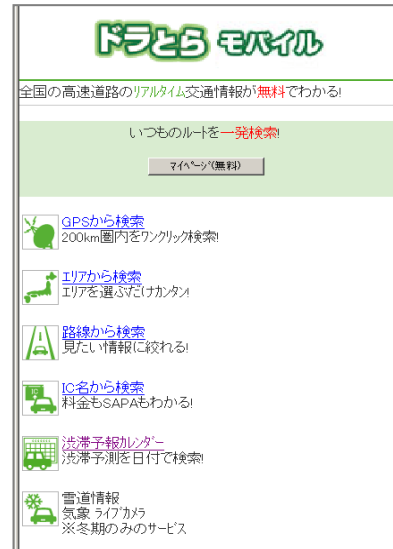 ドラとら モバイル
全国の高速道路のリアルタイム交通情報が無料でわかる!
いつものルートを一発検索!
マイページ(無料)
GPSから検索
200km圏内をワンクリック検索!
エリアから検索
エリアを選ぶだけカンタン!
路線から検索
見たい情報に絞れる!
IC
IC名から検索
料金もSAPAもわかる!
渋滞予報カレンダー
渋滞予測を日付で検索!
雪道情報
気象 ライブカメラ
※冬期のみのサービス